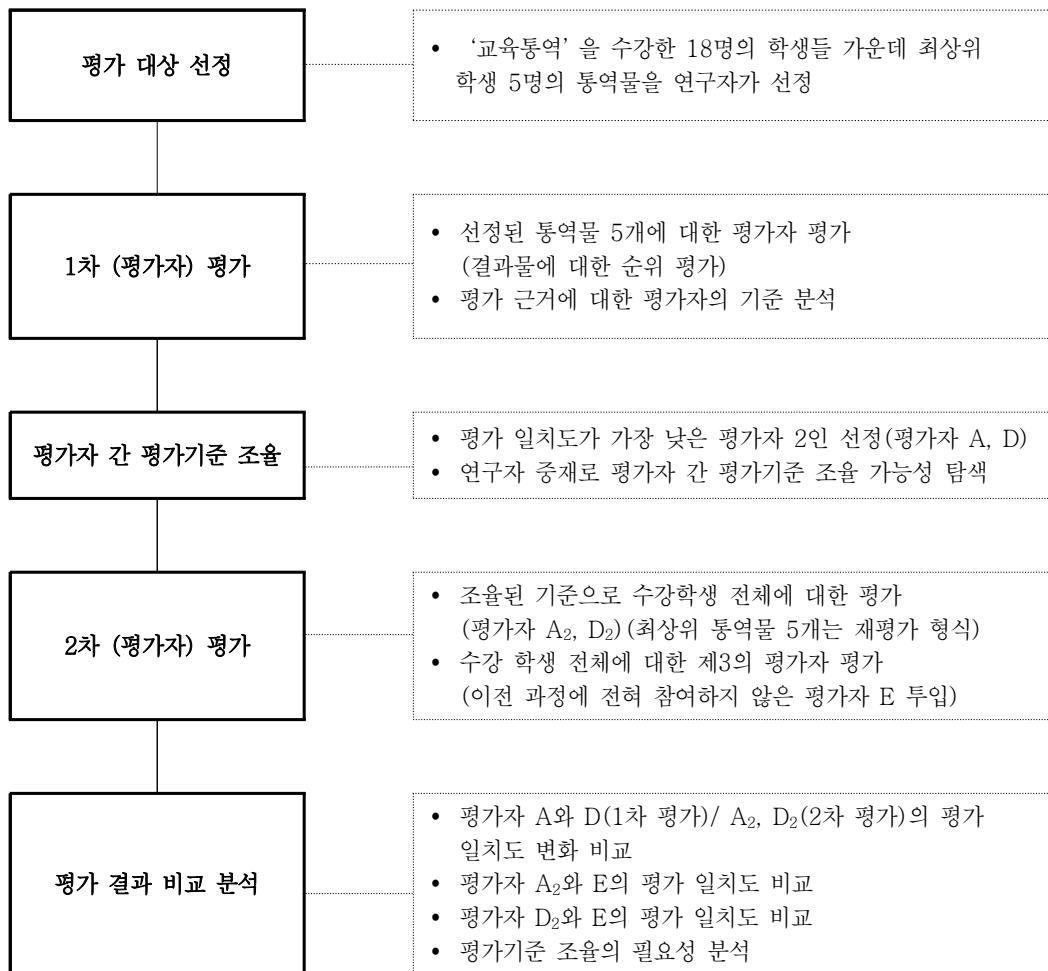 평가 대상 선정
• ‘교육통역’ 을 수강한 18명의 학생들 가운데 최상위
학생 5명의 통역물을 연구자가 선정
1차 (평가자) 평가
• 선정된 통역물 5개에 대한 평가자 평가
(결과물에 대한 순위 평가)
• 평가 근거에 대한 평가자의 기준 분석
평가자 간 평가기준 조율
• 평가 일치도가 가장 낮은 평가자 2인 선정(평가자 A, D)
• 연구자 중재로 평가자 간 평가기준 조율 가능성 탐색
2차 (평가자) 평가
• 조율된 기준으로 수강학생 전체에 대한 평가
(평가자 A₂, D₂)(최상위 통역물 5개는 재평가 형식)
• 수강 학생 전체에 대한 제3의 평가자 평가
(이전 과정에 전혀 참여하지 않은 평가자 E 투입)
평가 결과 비교 분석
• 평가자 A와 D(1차 평가)/ A₂, D₂(2차 평가)의 평가
일치도 변화 비교
• 평가자 A₂와 E의 평가 일치도 비교
• 평가자 D₂와 E의 평가 일치도 비교
• 평가기준 조율의 필요성 분석